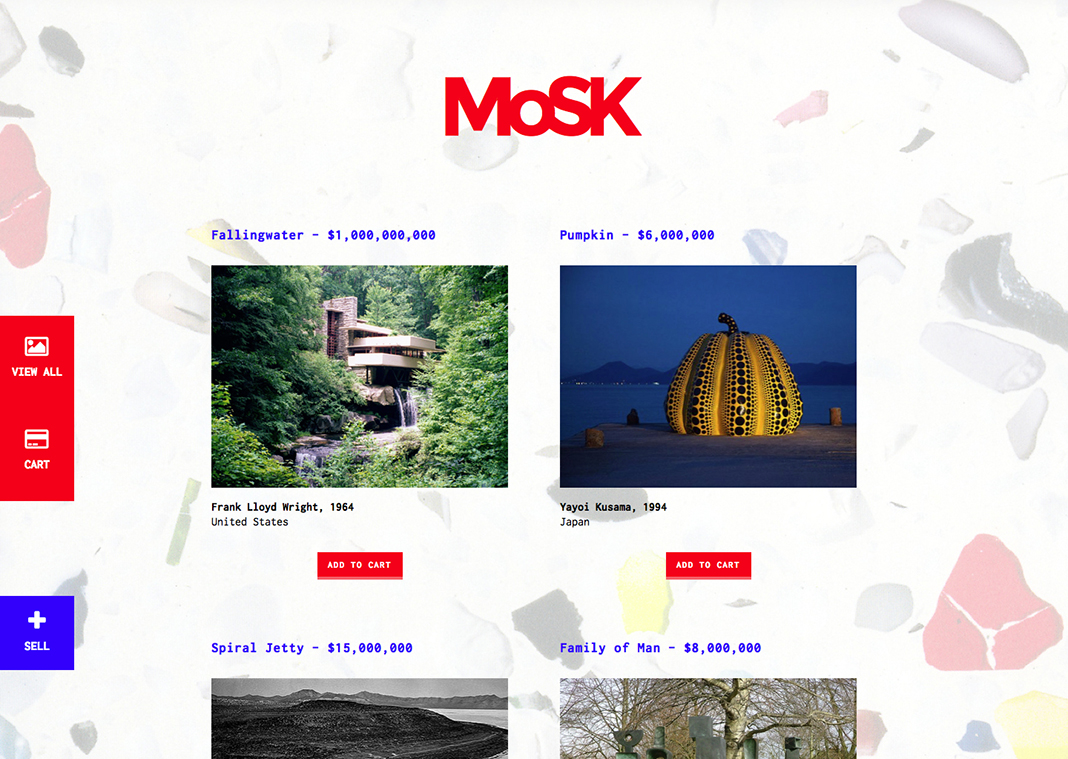 MoSK
Fallingwater - $1,000,000,000
Pumpkin - $6,000,000
VIEW ALL
CART
Frank Lloyd Wright, 1964
United States
Yayoi Kusama, 1994
Japan
ADD TO CART
ADD TO CART
SELL
Spiral Jetty - $15,000,000
Family of Man - $8,000,000